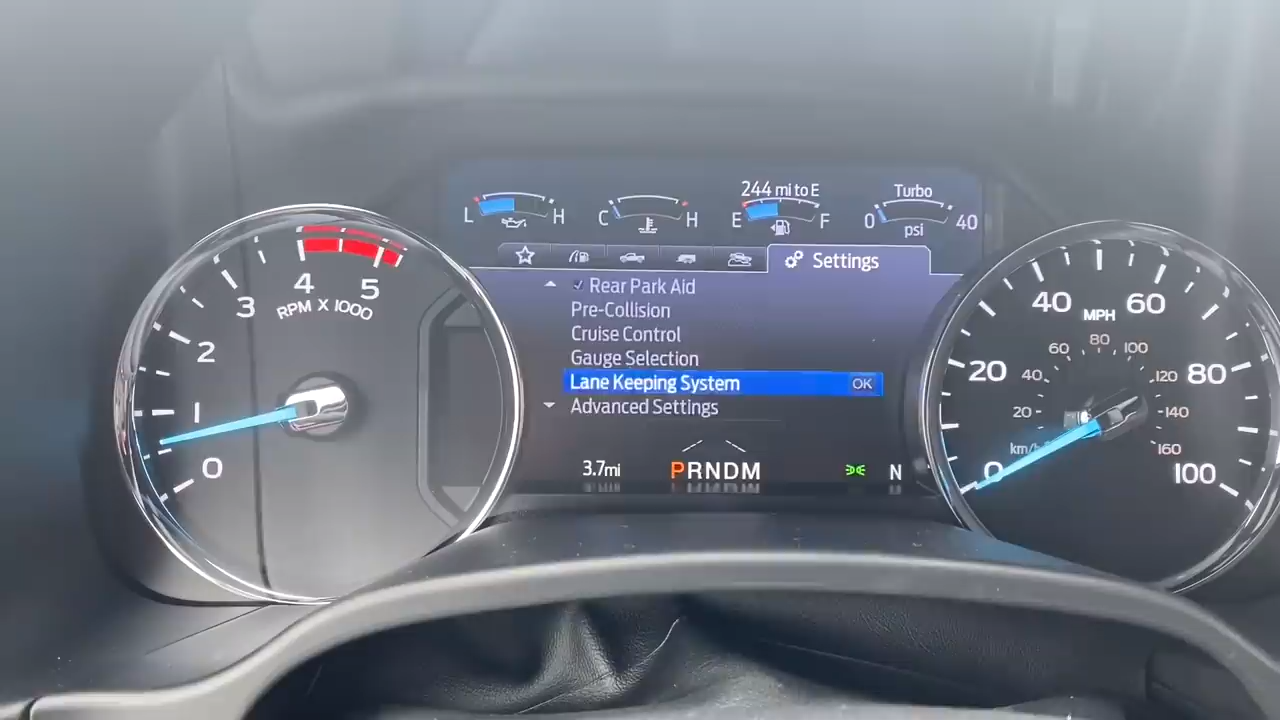 244 mi to E
Turbo
L H
C H
E F
0 40
psi
Settings
Rear Park Aid
Pre-Collision
Cruise Control
Gauge Selection
Lane Keeping System OK
Advanced Settings
3.7mi
PRNDM
N
0 1 2 3 4 5
RPM X 1000
0 20 40 60 80 100
MPH
20 40 60 80 100 120 140 160
km/h